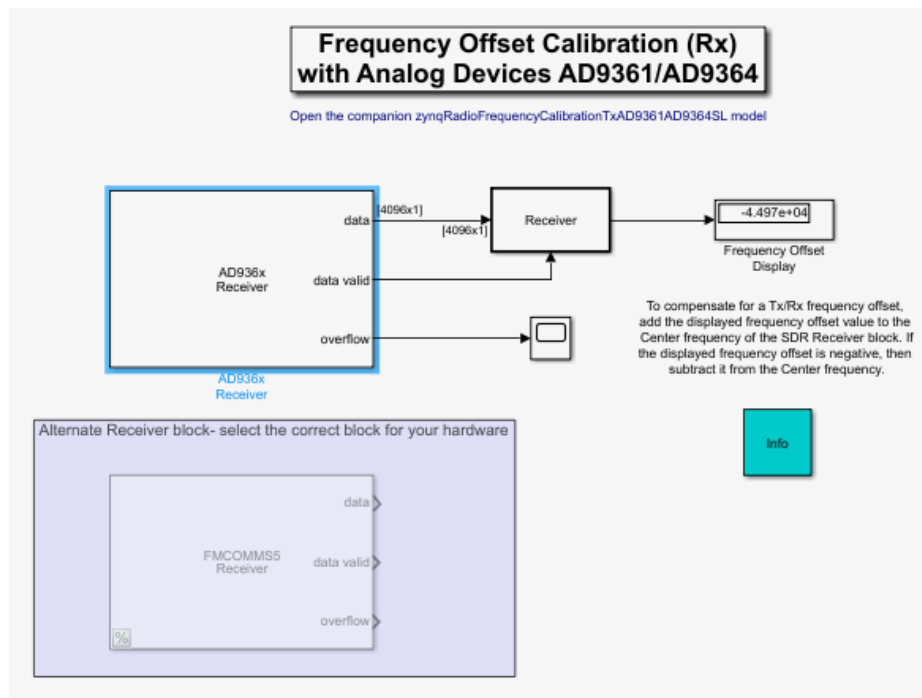 Frequency Offset Calibration (Rx)
with Analog Devices AD9361/AD9364
Open the companion zynqRadioFrequencyCalibrationTxAD9361AD9364SL model
data
[4096x1]
[4096x1]
Receiver
-4.497e+04
Frequency Offset
Display
AD936x
Receiver
data valid
overflow
AD936x
Receiver
To compensate for a Tx/Rx frequency offset,
add the displayed frequency offset value to the
Center frequency of the SDR Receiver block. If
the displayed frequency offset is negative, then
subtract it from the Center frequency.
Info
Alternate Receiver block- select the correct block for your hardware
data
FMCOMMS5
Receiver
data valid
overflow
%